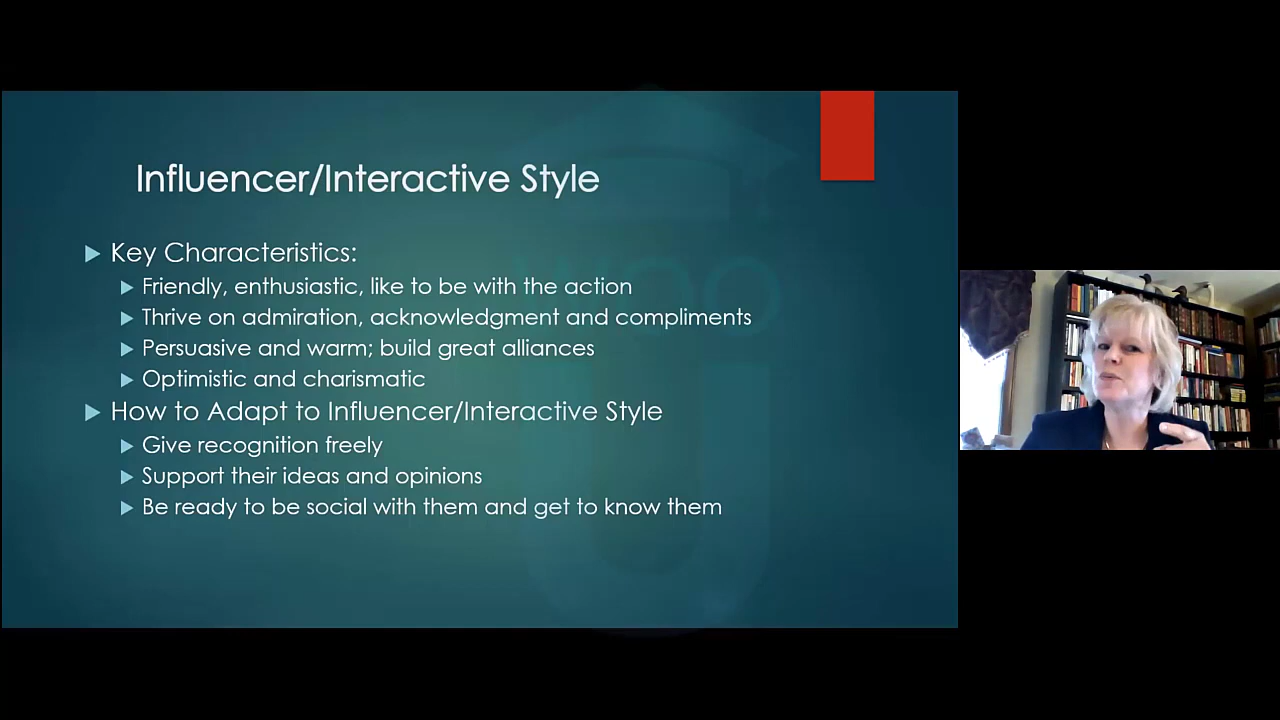 Influencer/Interactive Style
Key Characteristics:
Friendly, enthusiastic, like to be with the action
Thrive on admiration, acknowledgment and compliments
Persuasive and warm; build great alliances
Optimistic and charismatic
How to Adapt to Influencer/Interactive Style
Give recognition freely
Support their ideas and opinions
Be ready to be social with them and get to know them